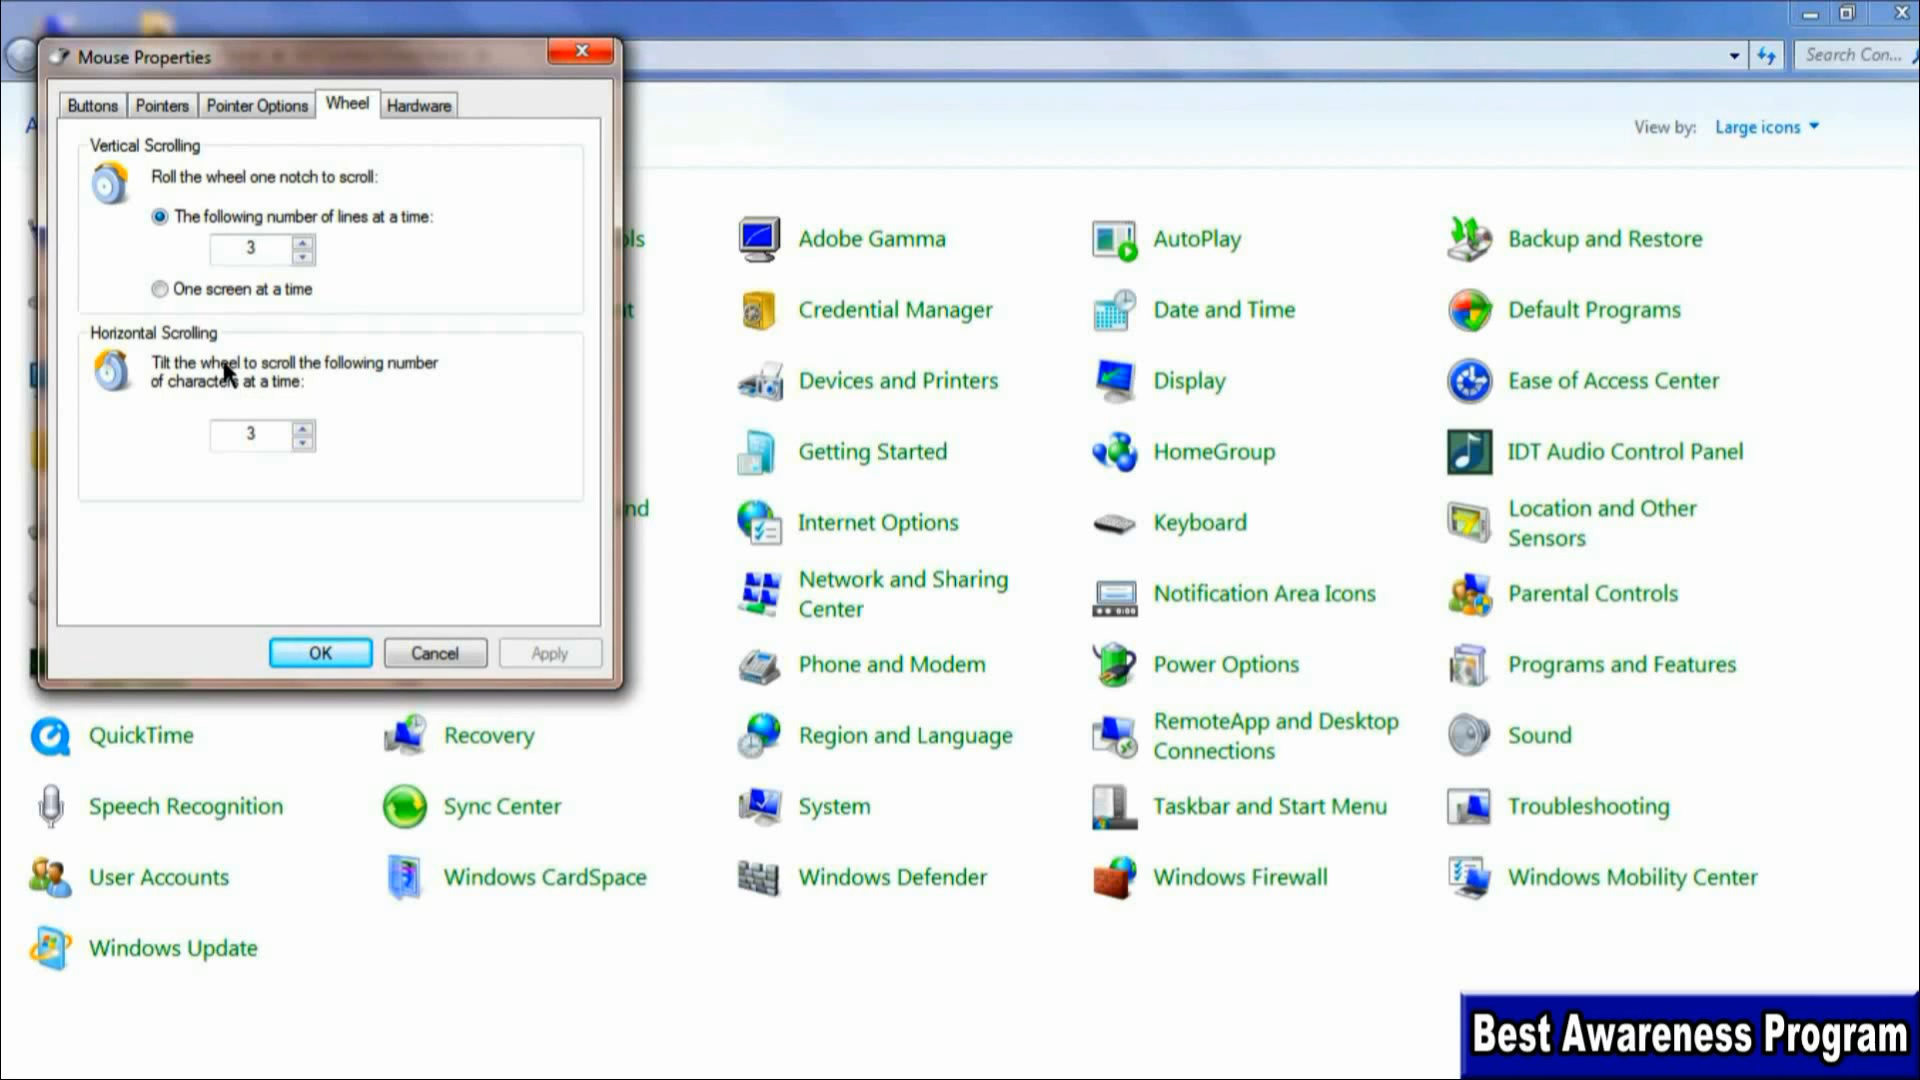 Mouse Properties
Search Con...
Buttons
Pointers
Pointer Options
Wheel
Hardware
View by:
Large icons
Vertical Scrolling
Roll the wheel one notch to scroll:
The following number of lines at a time:
3
One screen at a time
Horizontal Scrolling
Tilt the wheel to scroll the following number
of characters at a time:
3
OK
Cancel
Apply
Adobe Gamma
AutoPlay
Backup and Restore
Credential Manager
Date and Time
Default Programs
Devices and Printers
Display
Ease of Access Center
Getting Started
HomeGroup
IDT Audio Control Panel
Internet Options
Keyboard
Location and Other
Sensors
Network and Sharing
Center
Notification Area Icons
Parental Controls
Phone and Modem
Power Options
Programs and Features
QuickTime
Recovery
Region and Language
RemoteApp and Desktop
Connections
Sound
Speech Recognition
Sync Center
System
Taskbar and Start Menu
Troubleshooting
User Accounts
Windows CardSpace
Windows Defender
Windows Firewall
Windows Mobility Center
Windows Update
Best Awareness Program